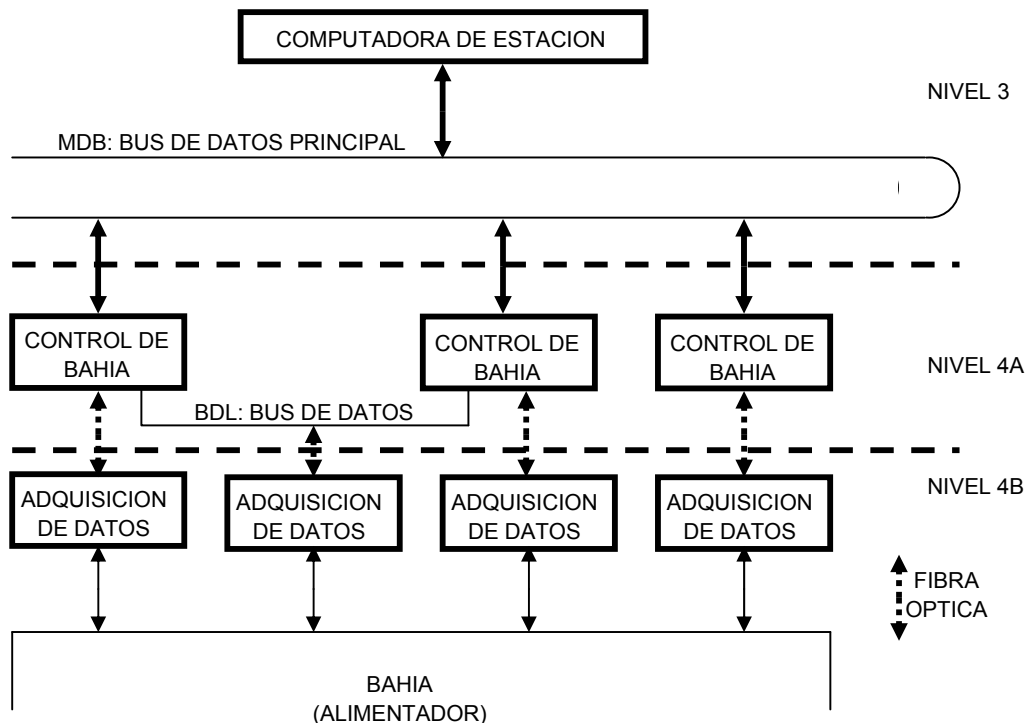 COMPUTADORA DE ESTACION
NIVEL 3
MDB: BUS DE DATOS PRINCIPAL
CONTROL DE
BAHIA
CONTROL DE
BAHIA
CONTROL DE
BAHIA
NIVEL 4A
BDL: BUS DE DATOS
ADQUISICION
DE DATOS
ADQUISICION
DE DATOS
ADQUISICION
DE DATOS
ADQUISICION
DE DATOS
NIVEL 4B
FIBRA
OPTICA
BAHIA
(ALIMENTADOR)